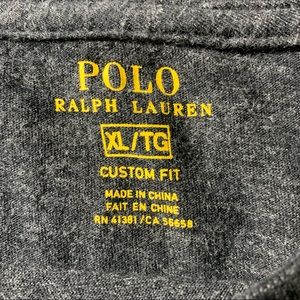 POLO
RALPH LAUREN
XL/TG
CUSTOM FIT
MADE IN CHINA
FAIT EN CHINE
RN 41381/CA 56658